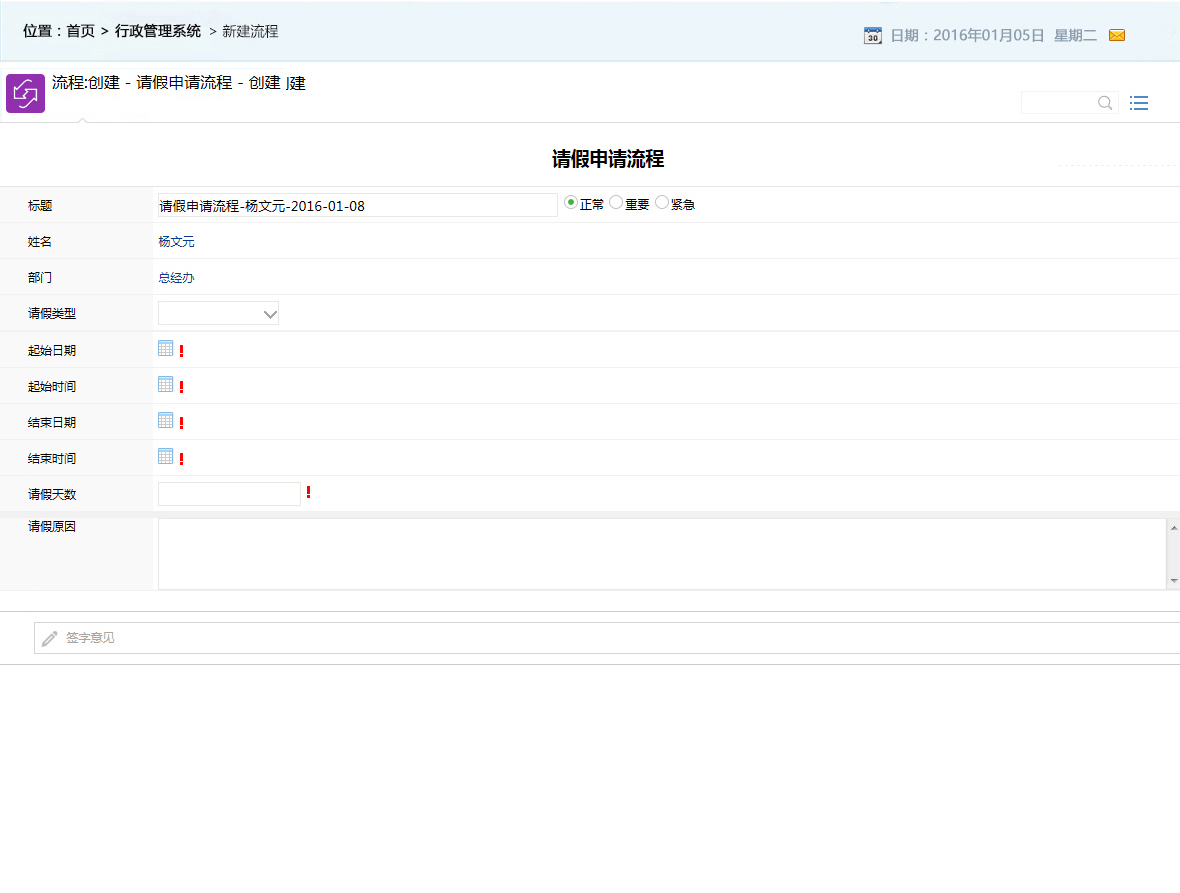 位置：首页 > 行政管理系统 > 新建流程
30 日期：2016年01月05日 星期二
流程:创建 - 请假申请流程 - 创建 建
请假申请流程
标题 请假申请流程-杨文元-2016-01-08 正常 重要 紧急
姓名 杨文元
部门 总经办
请假类型
起始日期 !
起始时间 !
结束日期 !
结束时间 !
请假天数 !
请假原因
签字意见